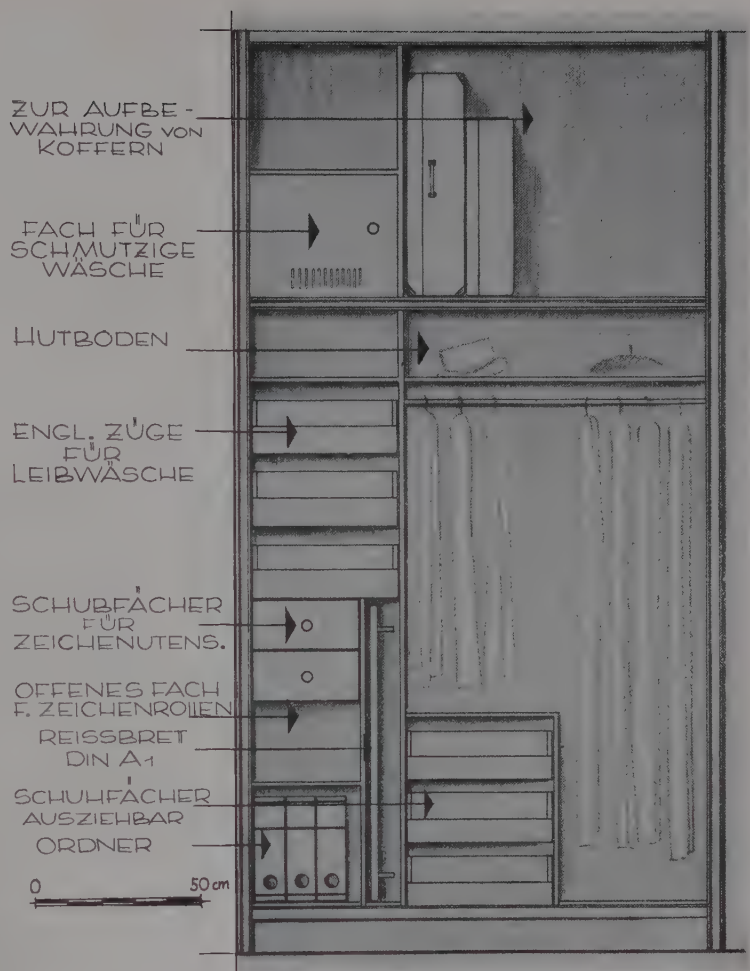 ZUR AUFBE-
WAHRUNG VON
KOFFERN
FACH FÜR
SCHMUTZIGE
WÄSCHE
HUTBODEN
ENGL. ZÜGE
FÜR
LEIBWÄSCHE
SCHUBFÄCHER
FÜR
ZEICHENUTENS.
OFFENES FACH
F. ZEICHENROLLEN
REISSBRET
DIN A1
SCHUHFÄCHER
AUSZIEHBAR
ORDNER
0 50 cm